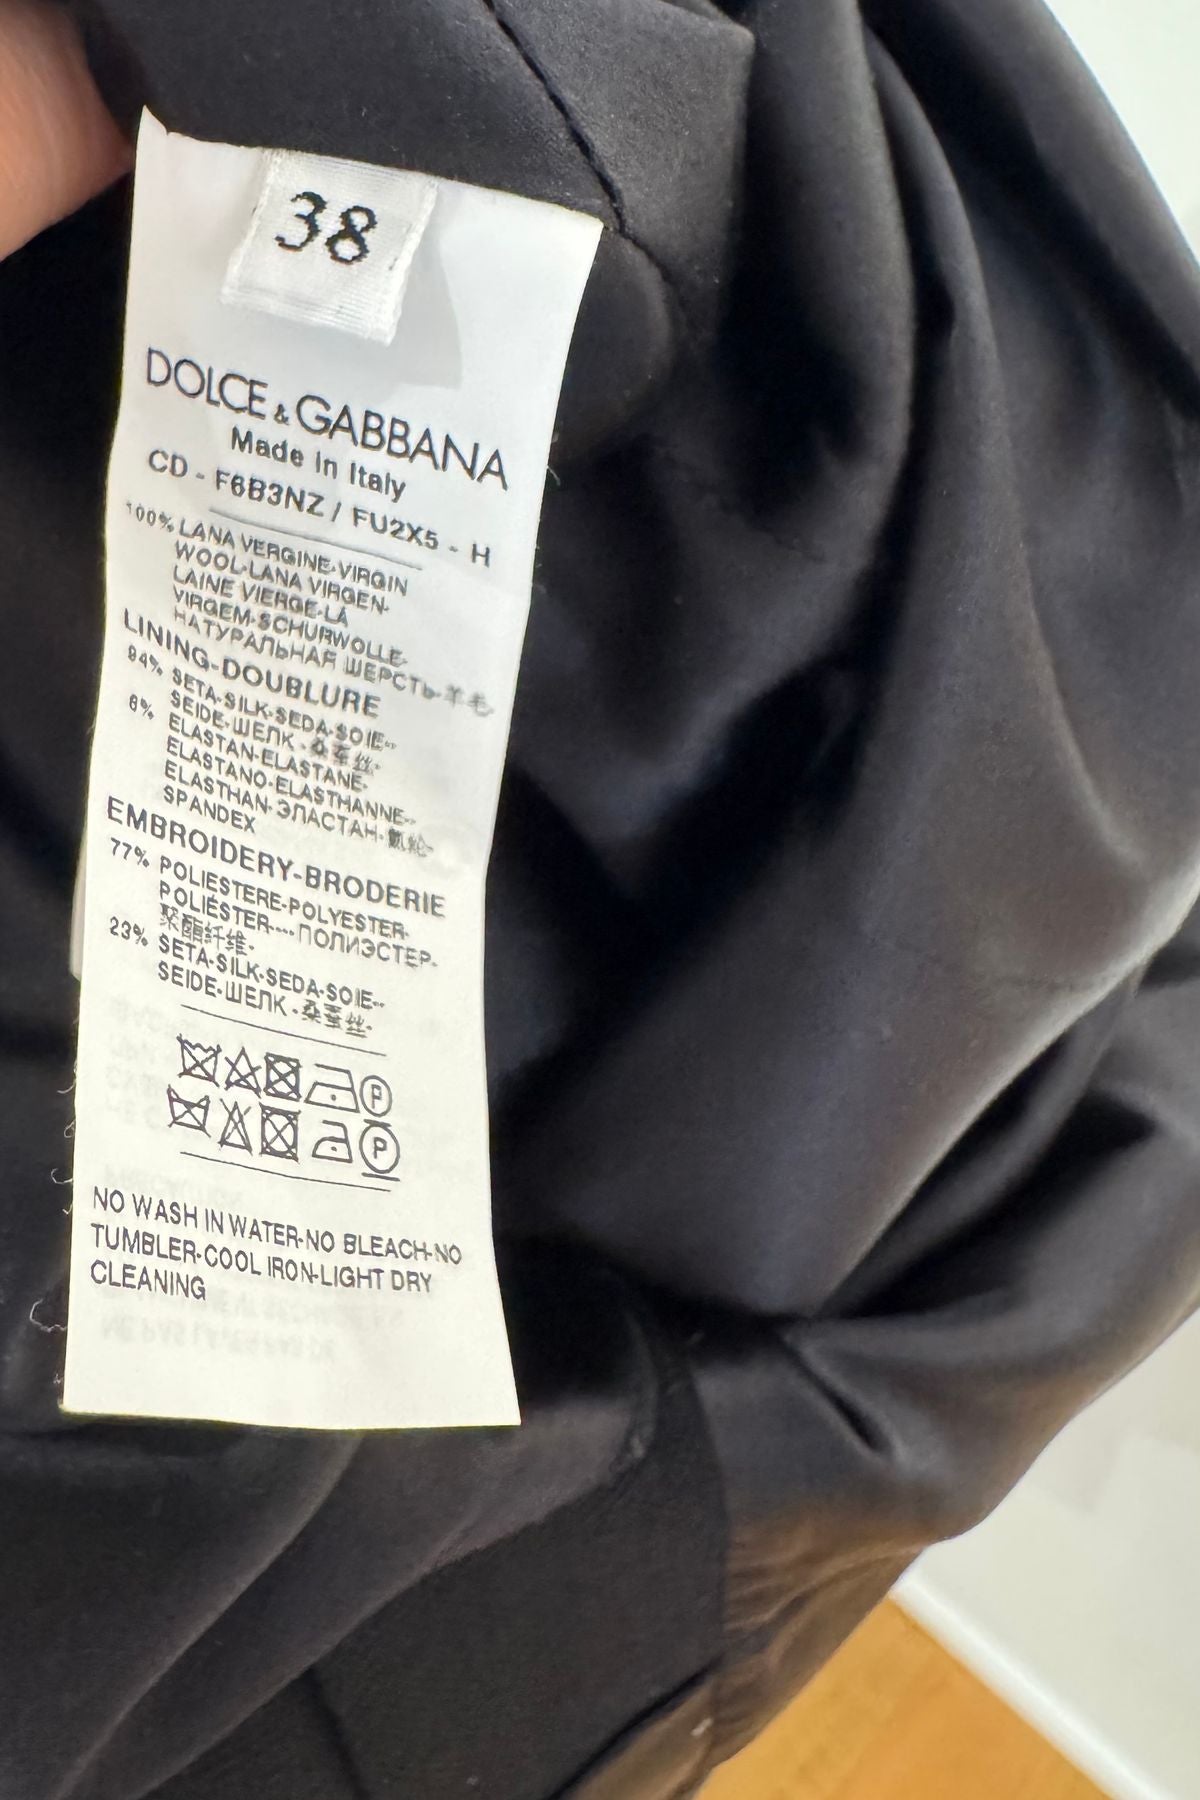 38
DOLCE & GABBANA
Made in Italy
CD - F6B3NZ / FU2X5 - H
100% LANA VERGINE-VIRGIN
WOOL-LANA VIRGEN-
LAINE VIERGE-LÃ
VIRGEM-SCHURWOLLE-
НАТУРАЛЬНАЯ ШЕРСТЬ-羊毛
LINING-DOUBLURE
94% SETA-SILK-SEDA-SOIE--
SEIDE-ШЕЛК-桑蚕丝-
6% ELASTAN-ELASTANE-
ELASTANO-ELASTHANNE--
ELASTHAN-ЭЛАСТАН-氨纶-
SPANDEX
EMBROIDERY-BRODERIE
77% POLIESTERE-POLYESTER-
POLIÉSTER----ПОЛИЭСТЕР-
聚酯纤维-
23% SETA-SILK-SEDA-SOIE--
SEIDE-ШЕЛК-桑蚕丝-
P
P
NO WASH IN WATER-NO BLEACH-NO
TUMBLER-COOL IRON-LIGHT DRY
CLEANING